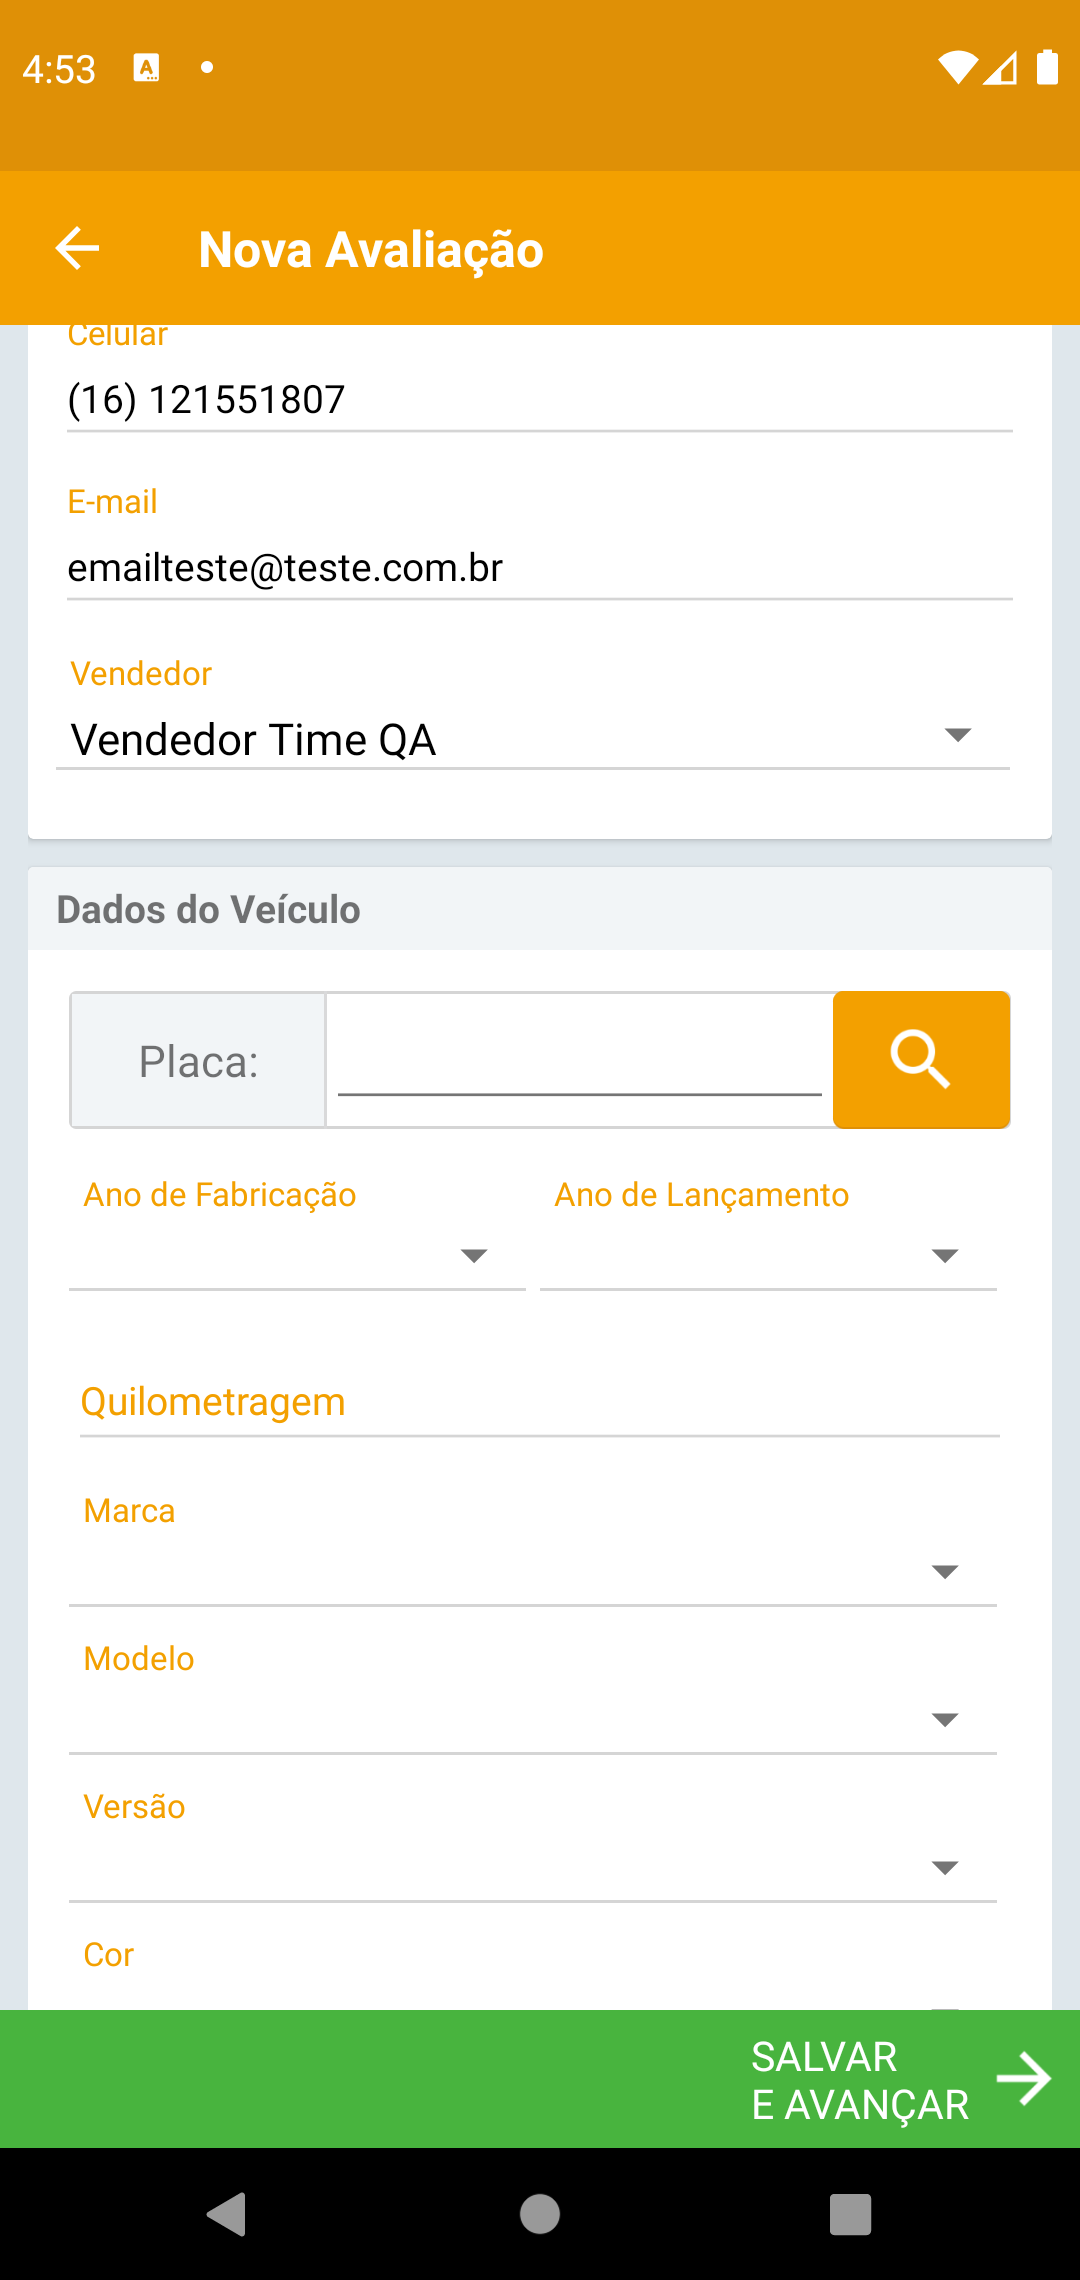 4:53
Nova Avaliação
Celular
(16) 121551807
E-mail
emailteste@teste.com.br
Vendedor
Vendedor Time QA
Dados do Veículo
Placa:
Ano de Fabricação
Ano de Lançamento
Quilometragem
Marca
Modelo
Versão
Cor
SALVAR
E AVANÇAR